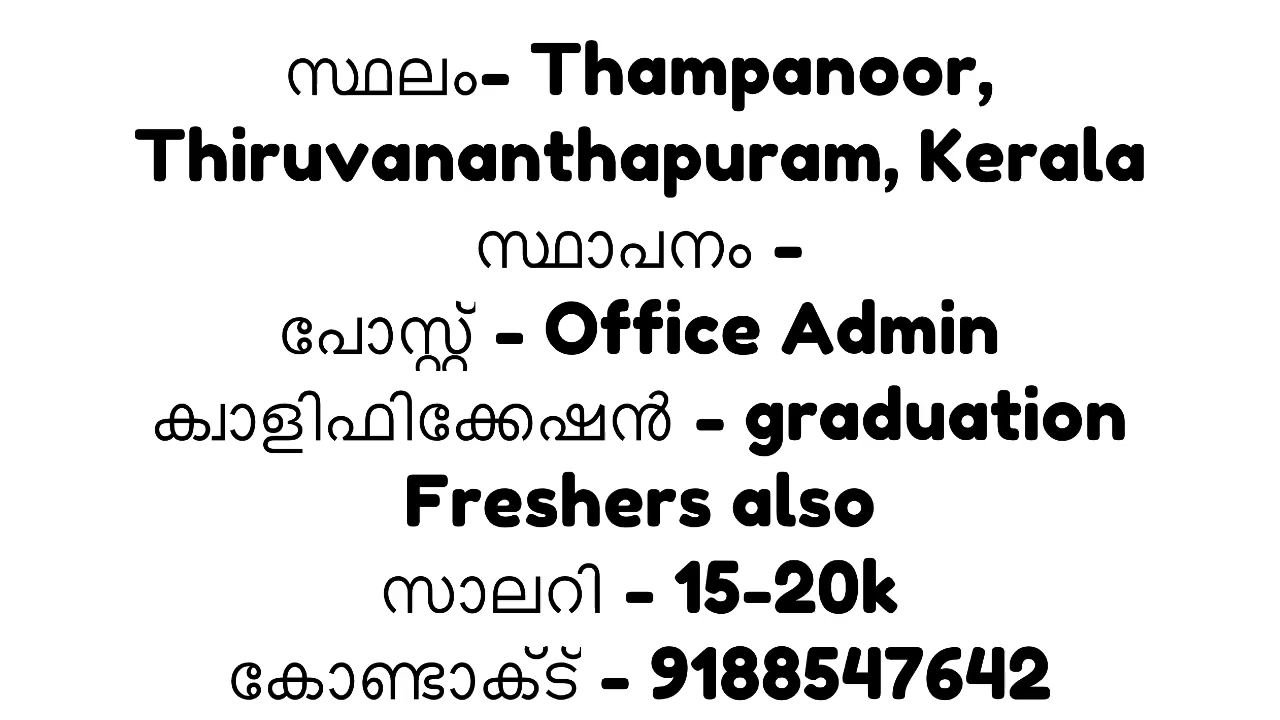 സ്ഥലം- Thampanoor,
Thiruvananthapuram, Kerala
സ്ഥാപനം -
പോസ്റ്റ് - Office Admin
ക്വാളിഫിക്കേഷൻ - graduation
Freshers also
സാലറി - 15-20k
കോണ്ടാക്ട് - 9188547642